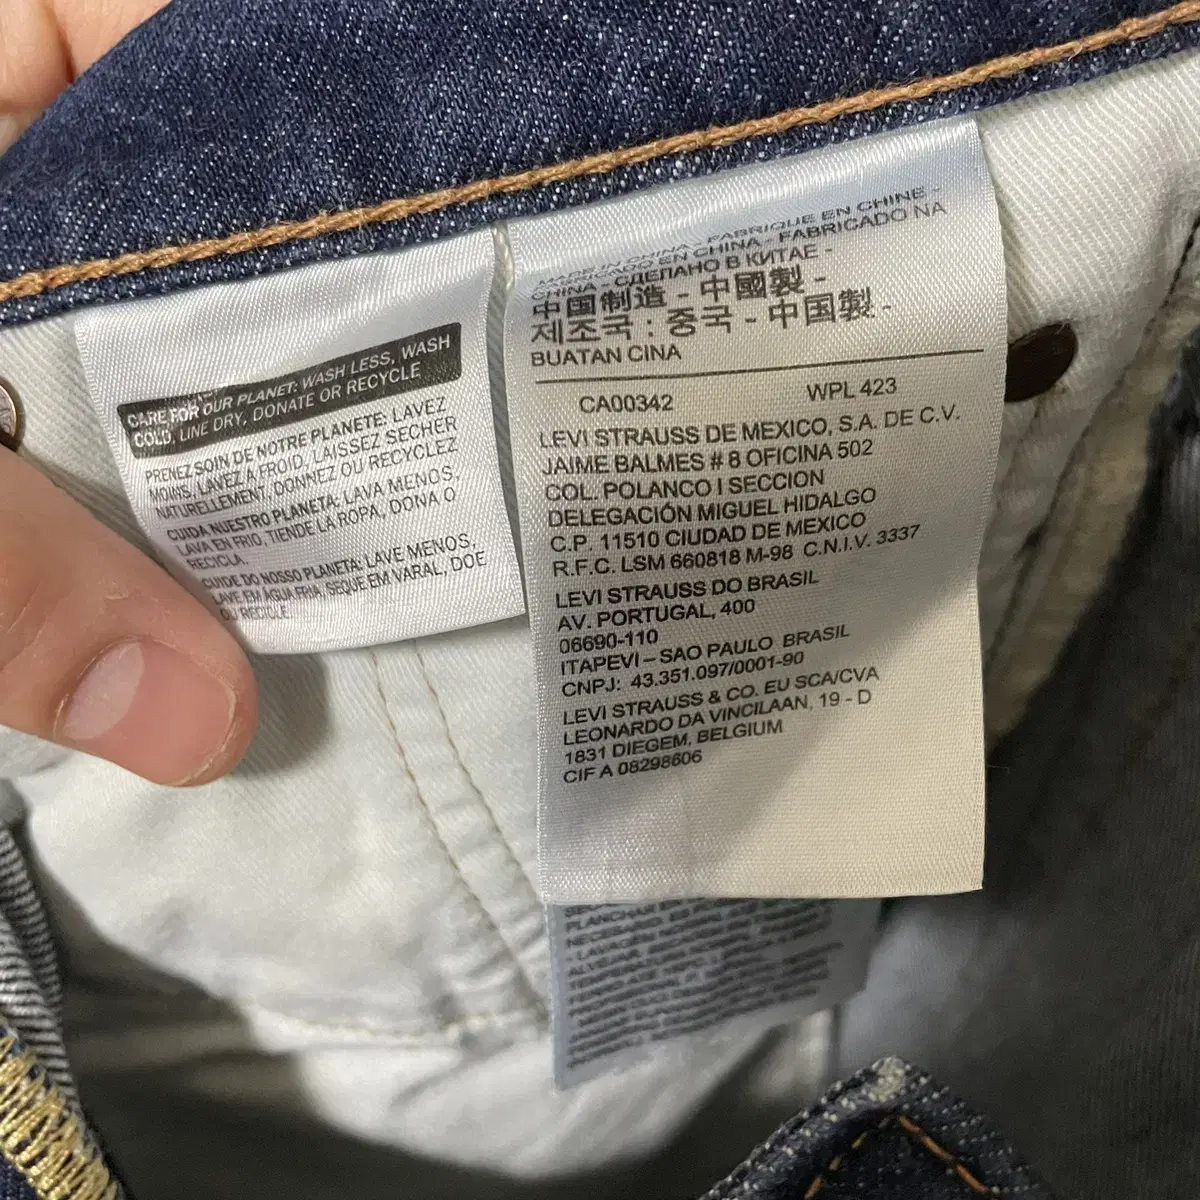 CARE FOR OUR PLANET: WASH LESS, WASH
COLD, LINE DRY, DONATE OR RECYCLE
PRENEZ SOIN DE NOTRE PLANETE: LAVEZ
MOINS, LAVEZ A FROID, LAISSEZ SECHER
NATURELLEMENT, DONNEZ OU RECYCLEZ
CUIDA NUESTRO PLANETA: LAVA MENOS,
LAVA EN FRIO, TIENDE LA ROPA, DONA O
RECICLA.
CUIDE DO NOSSO PLANETA: LAVE MENOS,
LAVE EM ÁGUA FRIA, SEQUE EM VARAL, DOE
OU RECICLE.
MADE IN CHINA - FABRIQUE EN CHINE -
FABRICADO EN CHINA - FABRICADO NA
CHINA - СДЕЛАНО В КИТАЕ -
中国制造 - 中國製 -
제조국 : 중국 - 中国製 -
BUATAN CINA
CA00342 WPL 423
LEVI STRAUSS DE MEXICO, S.A. DE C.V.
JAIME BALMES # 8 OFICINA 502
COL. POLANCO I SECCION
DELEGACIÓN MIGUEL HIDALGO
C.P. 11510 CIUDAD DE MEXICO
R.F.C. LSM 660818 M-98 C.N.I.V. 3337
LEVI STRAUSS DO BRASIL
AV. PORTUGAL, 400
06690-110
ITAPEVI – SAO PAULO BRASIL
CNPJ: 43.351.097/0001-90
LEVI STRAUSS & CO. EU SCA/CVA
LEONARDO DA VINCILAAN, 19 - D
1831 DIEGEM, BELGIUM
CIF A 08298606
PLANCHAR